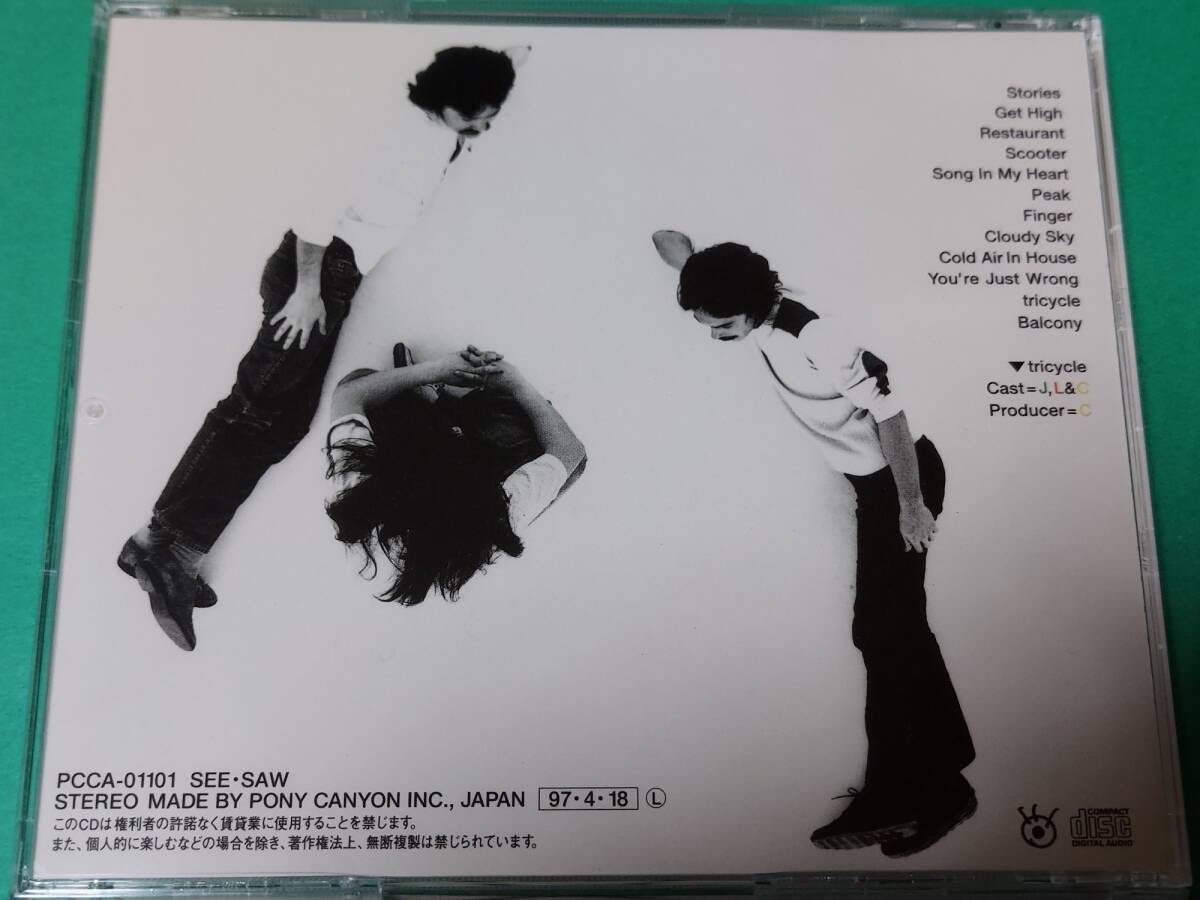 Stories
Get High
Restaurant
Scooter
Song In My Heart
Peak
Finger
Cloudy Sky
Cold Air In House
You're Just Wrong
tricycle
Balcony
▼tricycle
Cast=J,L&C
Producer=C
PCCA-01101 SEE・SAW
STEREO MADE BY PONY CANYON INC., JAPAN 97・4・18 Ⓛ
このCDは権利者の許諾なく賃貸業に使用することを禁じます。
また、個人的に楽しむなどの場合を除き、著作権法上、無断複製は禁じられています。
COMPACT
disc
DIGITAL AUDIO